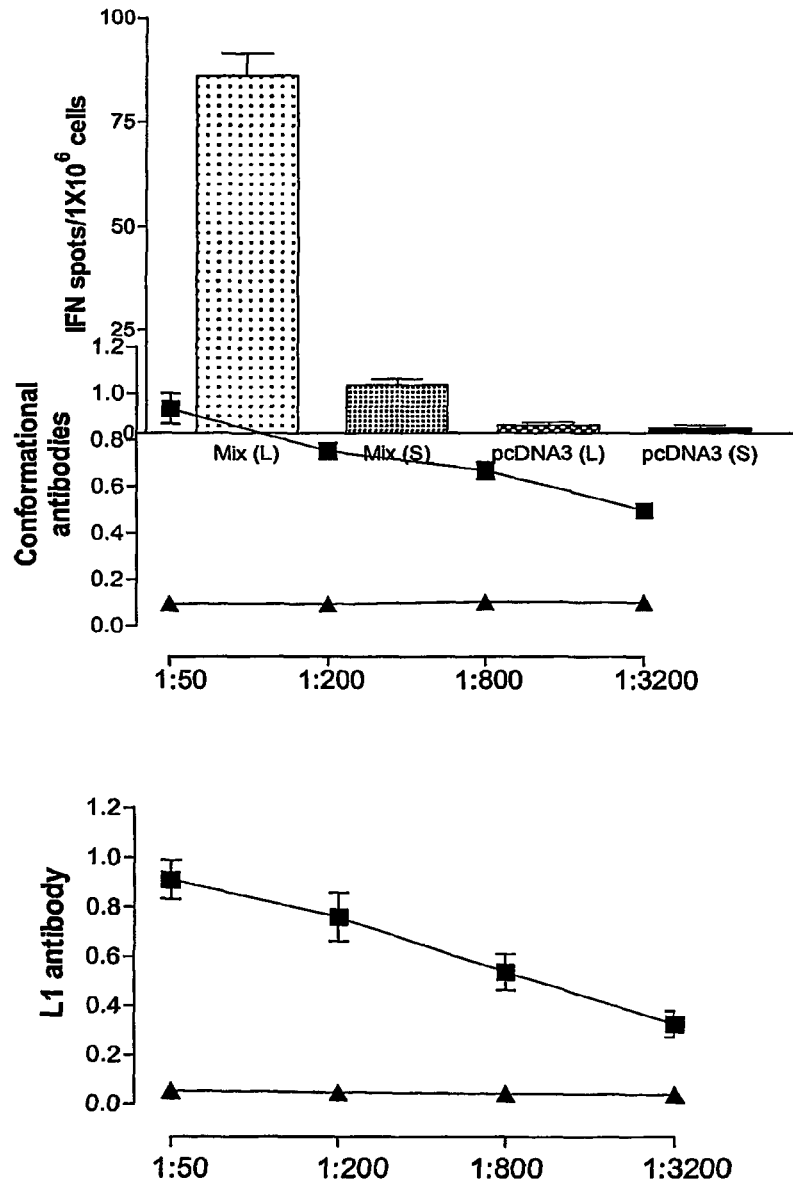 100
75
50
25
0
IFN spots/1X10⁶ cells
Mix (L) Mix (S) pcDNA3 (L) pcDNA3 (S)
1.2
1.0
0.8
0.6
0.4
0.2
0.0
Conformational
antibodies
1:50 1:200 1:800 1:3200
1.2
1.0
0.8
0.6
0.4
0.2
0.0
L1 antibody
1:50 1:200 1:800 1:3200